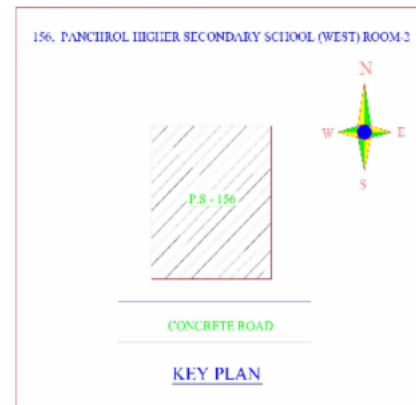 156, PANCHROL HIGHER SECONDARY SCHOOL (WEST) ROOM-2
N
W E
S
P.S - 156
CONCRETE ROAD
KEY PLAN